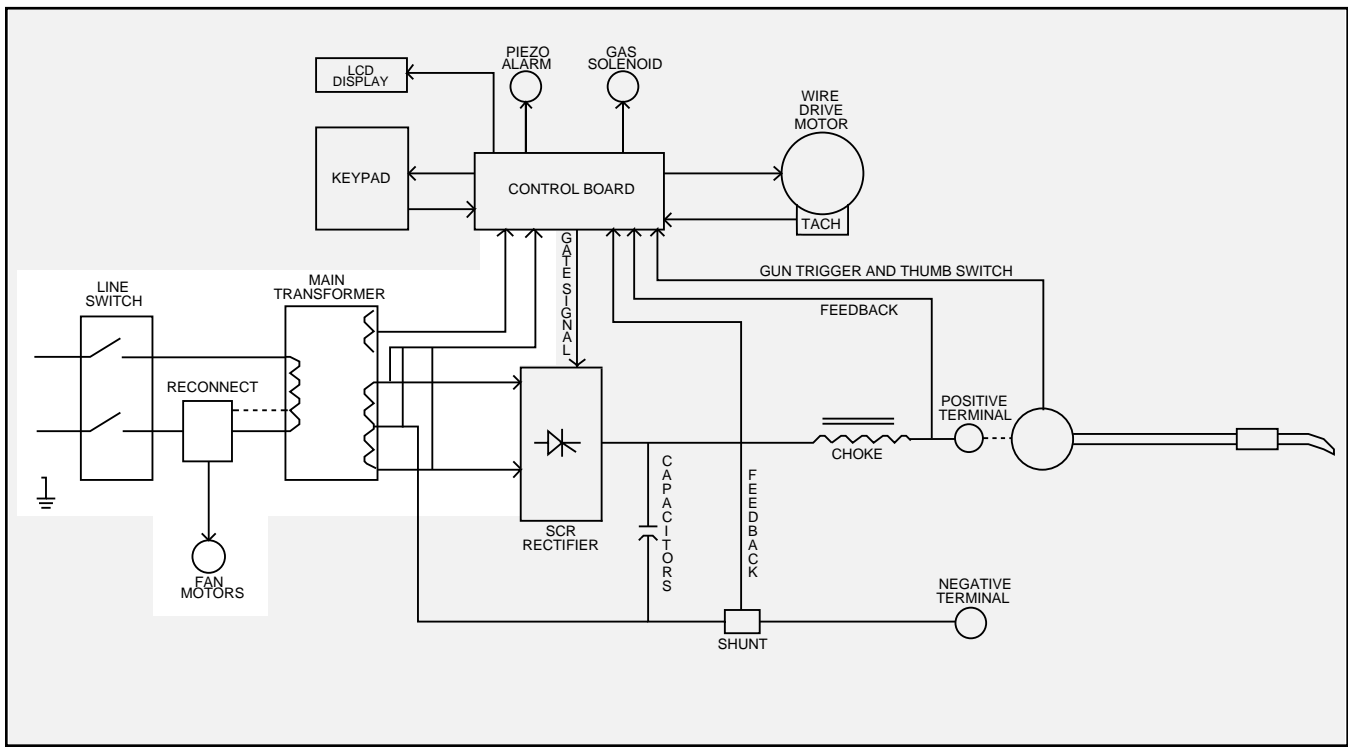 PIEZO
ALARM
GAS
SOLENOID
LCD
DISPLAY
WIRE
DRIVE
MOTOR
KEYPAD
CONTROL BOARD
TACH
GATE SIGNAL
GUN TRIGGER AND THUMB SWITCH
FEEDBACK
LINE
SWITCH
MAIN
TRANSFORMER
RECONNECT
POSITIVE
TERMINAL
CHOKE
CAPACITORS
FEEDBACK
SCR
RECTIFIER
FAN
MOTORS
NEGATIVE
TERMINAL
SHUNT